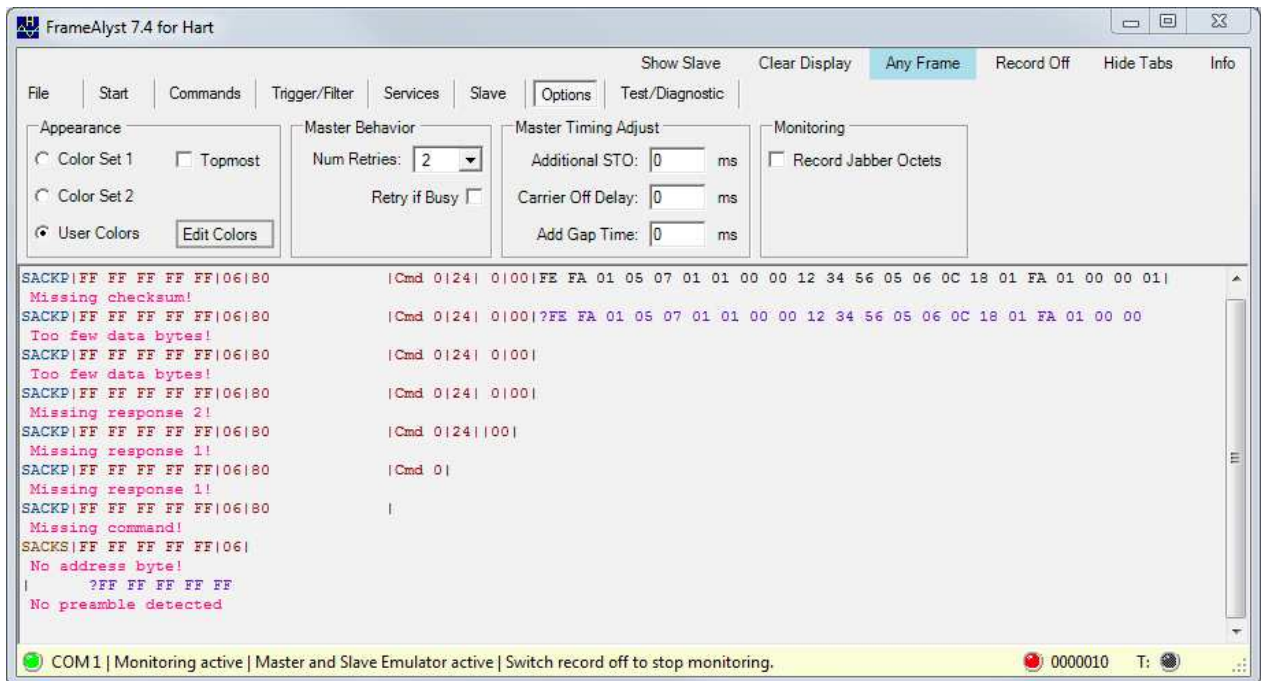 FrameAlyst 7.4 for Hart
Show Slave Clear Display Any Frame Record Off Hide Tabs Info
File Start Commands Trigger/Filter Services Slave Options Test/Diagnostic
Appearance Master Behavior Master Timing Adjust Monitoring
Color Set 1 Topmost Num Retries: 2 Additional STO: 0 ms Record Jabber Octets
Color Set 2 Retry if Busy Carrier Off Delay: 0 ms
User Colors Edit Colors Add Gap Time: 0 ms
SACKP|FF FF FF FF FF|06|80 |Cmd 0|24| 0|00|FE FA 01 05 07 01 01 00 00 12 34 56 05 06 0C 18 01 FA 01 00 00 01|
Missing checksum!
SACKP|FF FF FF FF FF|06|80 |Cmd 0|24| 0|00|?FE FA 01 05 07 01 01 00 00 12 34 56 05 06 0C 18 01 FA 01 00 00
Too few data bytes!
SACKP|FF FF FF FF FF|06|80 |Cmd 0|24| 0|00|
Too few data bytes!
SACKP|FF FF FF FF FF|06|80 |Cmd 0|24| 0|00|
Missing response 2!
SACKP|FF FF FF FF FF|06|80 |Cmd 0|24||00|
Missing response 1!
SACKP|FF FF FF FF FF|06|80 |Cmd 0|
Missing response 1!
SACKP|FF FF FF FF FF|06|80 |
Missing command!
SACKS|FF FF FF FF FF|06|
No address byte!
| ?FF FF FF FF FF
No preamble detected
COM1 | Monitoring active | Master and Slave Emulator active | Switch record off to stop monitoring. 0000010 T: